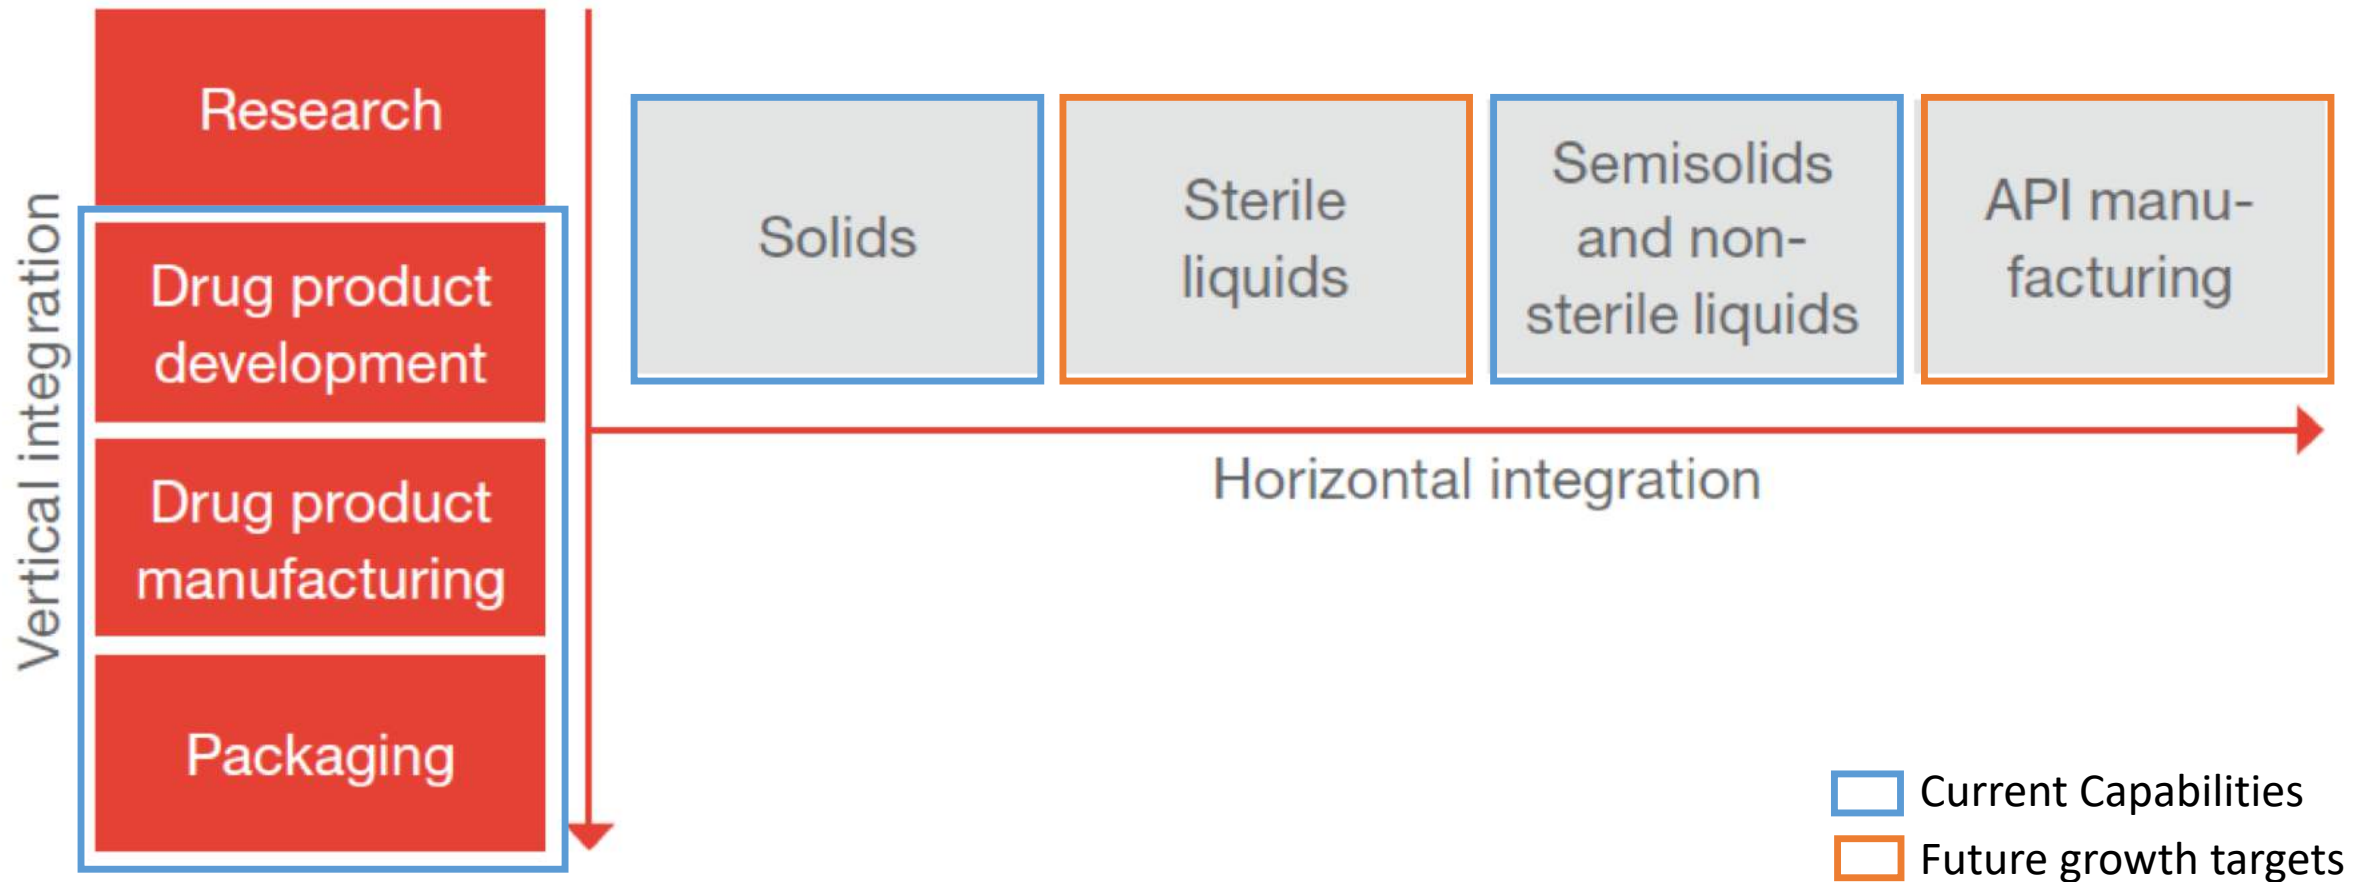 Vertical integration
Research
Drug product
development
Drug product
manufacturing
Packaging
Solids
Sterile
liquids
Semisolids
and non-
sterile liquids
API manu-
facturing
Horizontal integration
Current Capabilities
Future growth targets